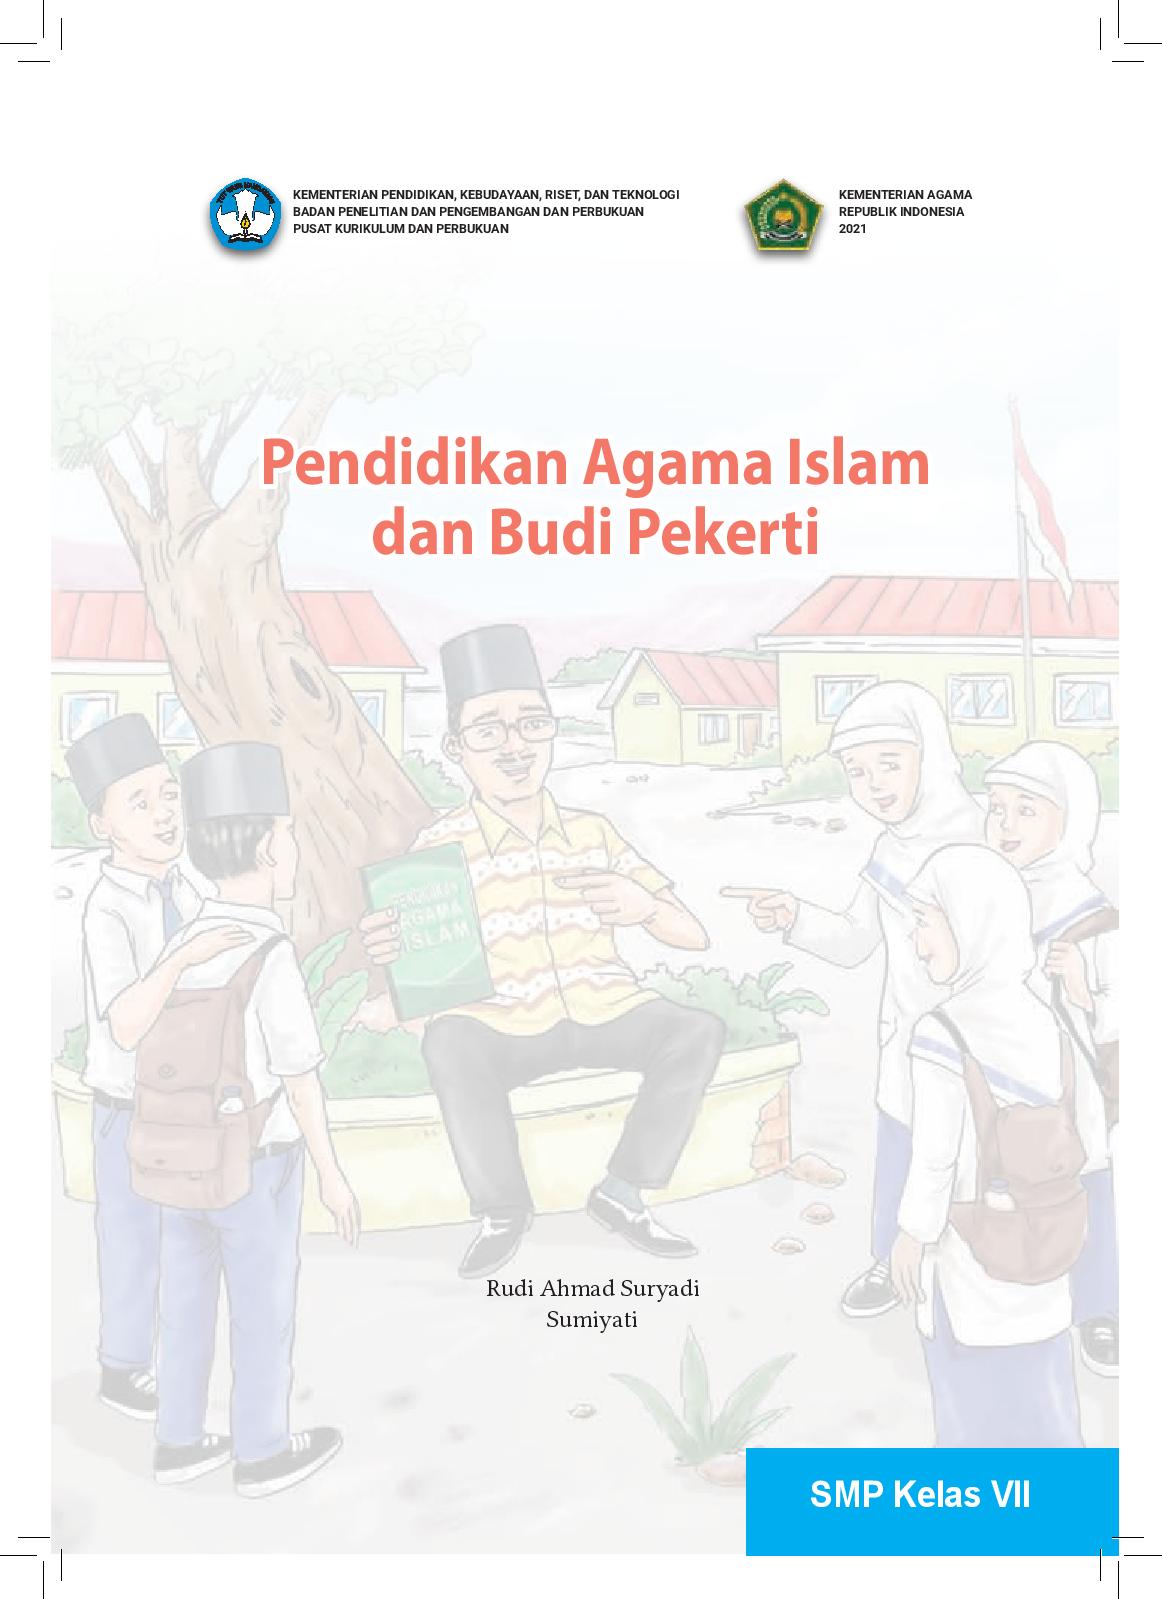 KEMENTERIAN PENDIDIKAN, KEBUDAYAAN, RISET, DAN TEKNOLOGI
BADAN PENELITIAN DAN PENGEMBANGAN DAN PERBUKUAN
PUSAT KURIKULUM DAN PERBUKUAN
KEMENTERIAN AGAMA
REPUBLIK INDONESIA
2021
Pendidikan Agama Islam
dan Budi Pekerti
PENDIDIKAN
AGAMA
ISLAM
Rudi Ahmad Suryadi
Sumiyati
SMP Kelas VII